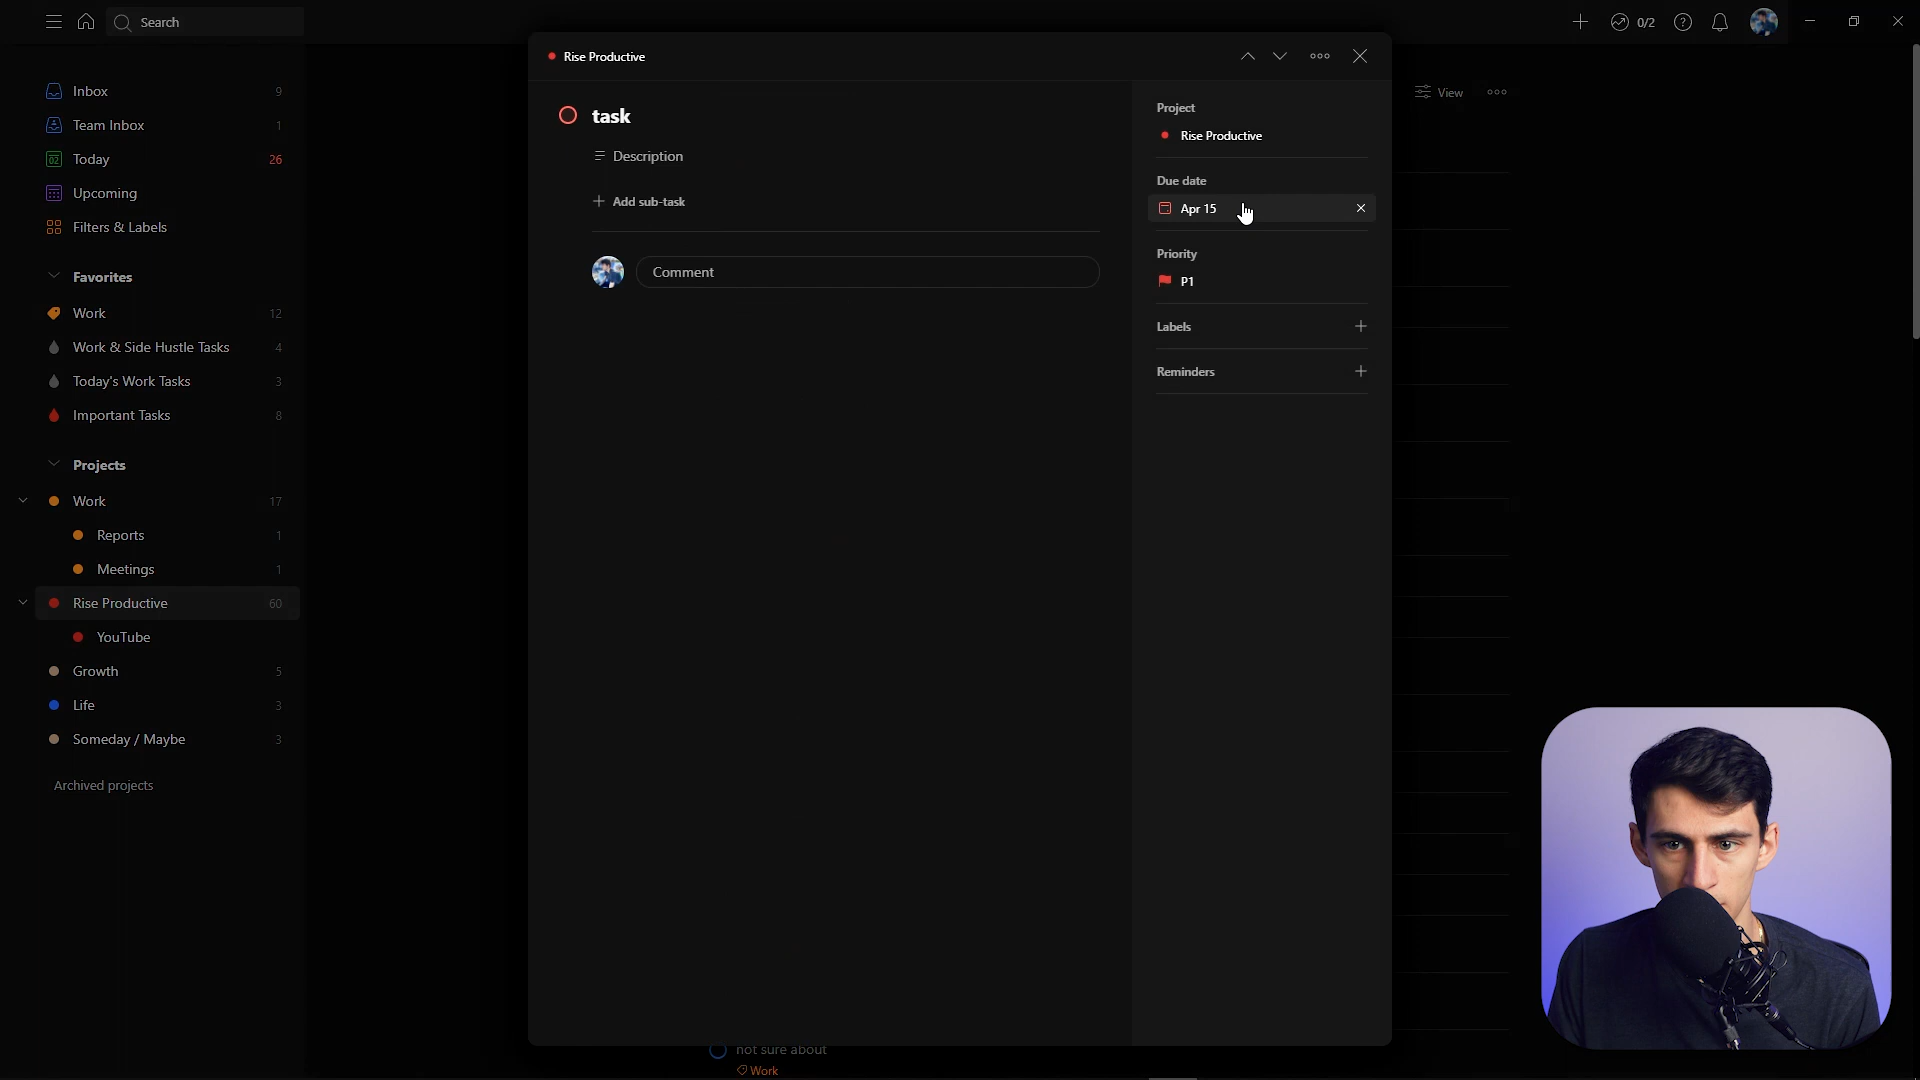 Search
0/2
Inbox 9
Team Inbox 1
02 Today 26
Upcoming
Filters & Labels
Favorites
Work 12
Work & Side Hustle Tasks 4
Today's Work Tasks 3
Important Tasks 8
Projects
Work 17
Reports 1
Meetings 1
Rise Productive 60
YouTube
Growth 5
Life 3
Someday / Maybe 3
Archived projects
Rise Productive
task
Description
Add sub-task
Comment
Project
Rise Productive
Due date
Apr 15
Priority
P1
Labels
Reminders
View
not sure about
Work